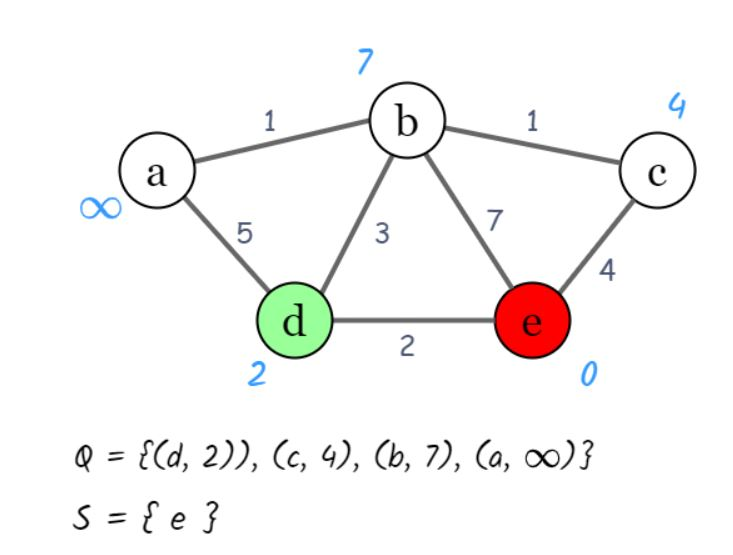 7
1
b
1
4
a
c
∞
5
3
7
4
d
e
2
2
0
Q = {(d, 2)), (c, 4), (b, 7), (a, ∞)}
S = { e }